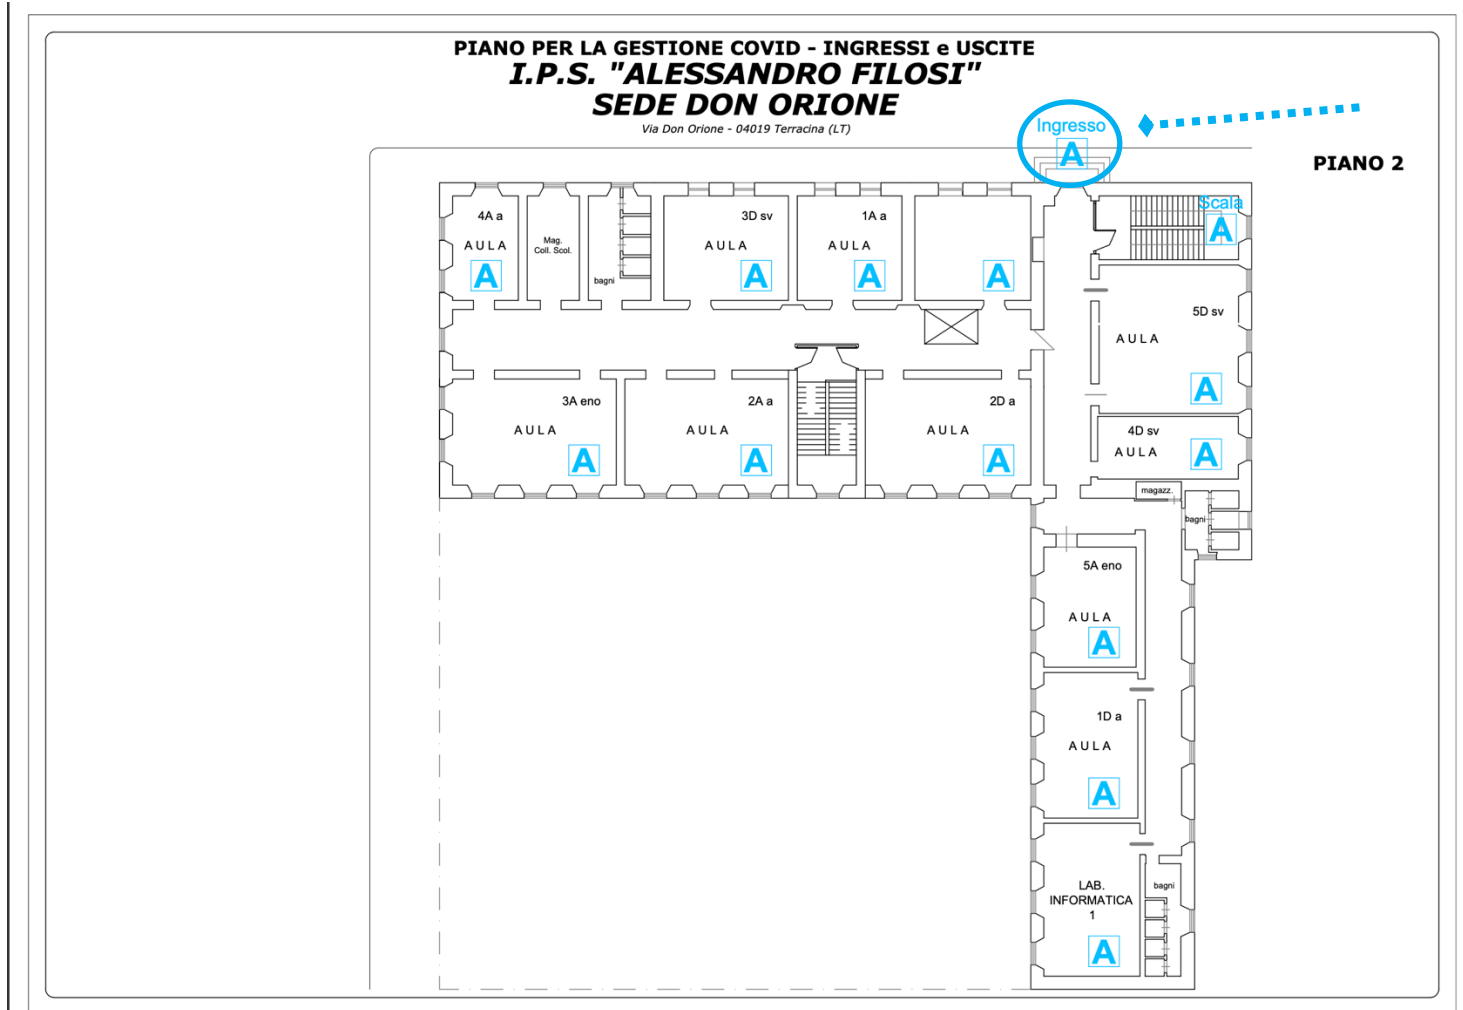 PIANO PER LA GESTIONE COVID - INGRESSI e USCITE
I.P.S. "ALESSANDRO FILOSI"
SEDE DON ORIONE
Via Don Orione - 04019 Terracina (LT)
Ingresso
A
PIANO 2
Scala
A
4A a
AULA
A
Mag.
Coll. Scol.
bagni
3D sv
AULA
A
1A a
AULA
A
A
5D sv
AULA
A
3A eno
AULA
A
2A a
AULA
A
2D a
AULA
A
4D sv
AULA
A
magazz.
bagni
5A eno
AULA
A
1D a
AULA
A
LAB.
INFORMATICA
1
A
bagni